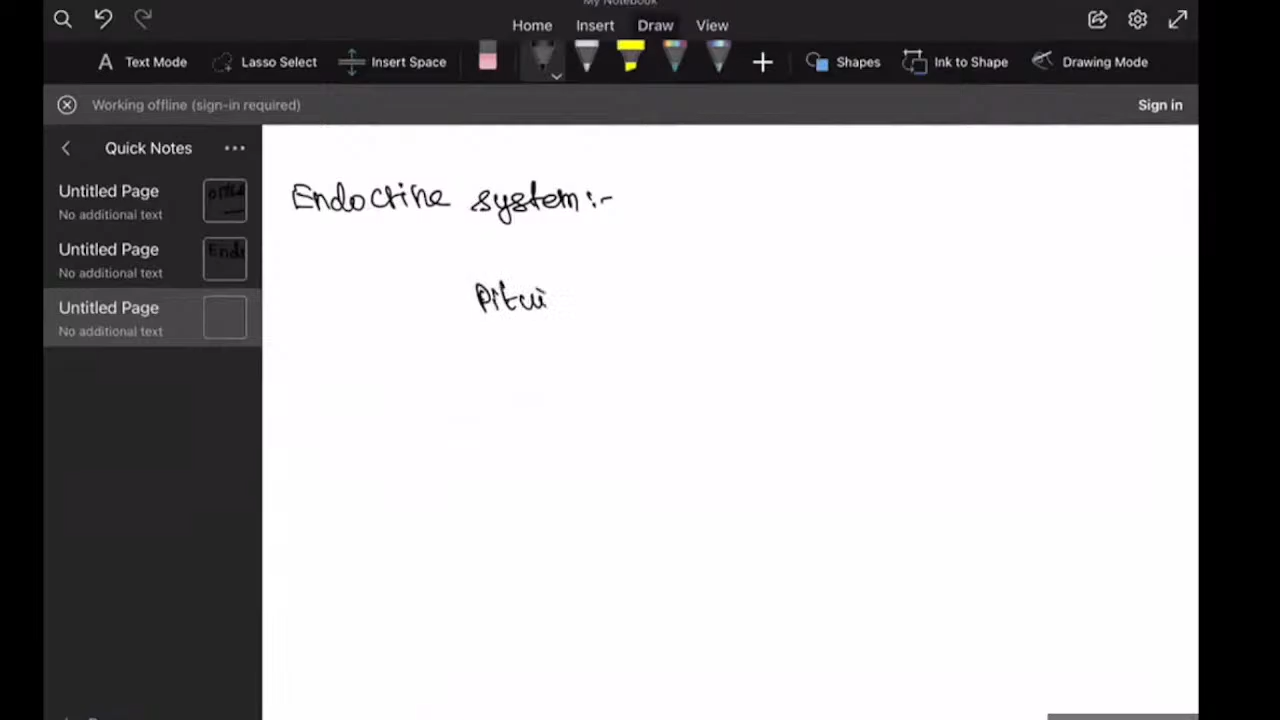 My Notebook
Home Insert Draw View
Text Mode Lasso Select Insert Space Shapes Ink to Shape Drawing Mode
Working offline (sign-in required) Sign in
Quick Notes
Untitled Page
No additional text
Untitled Page
No additional text
Untitled Page
No additional text
Endocrine system:-
Pitui